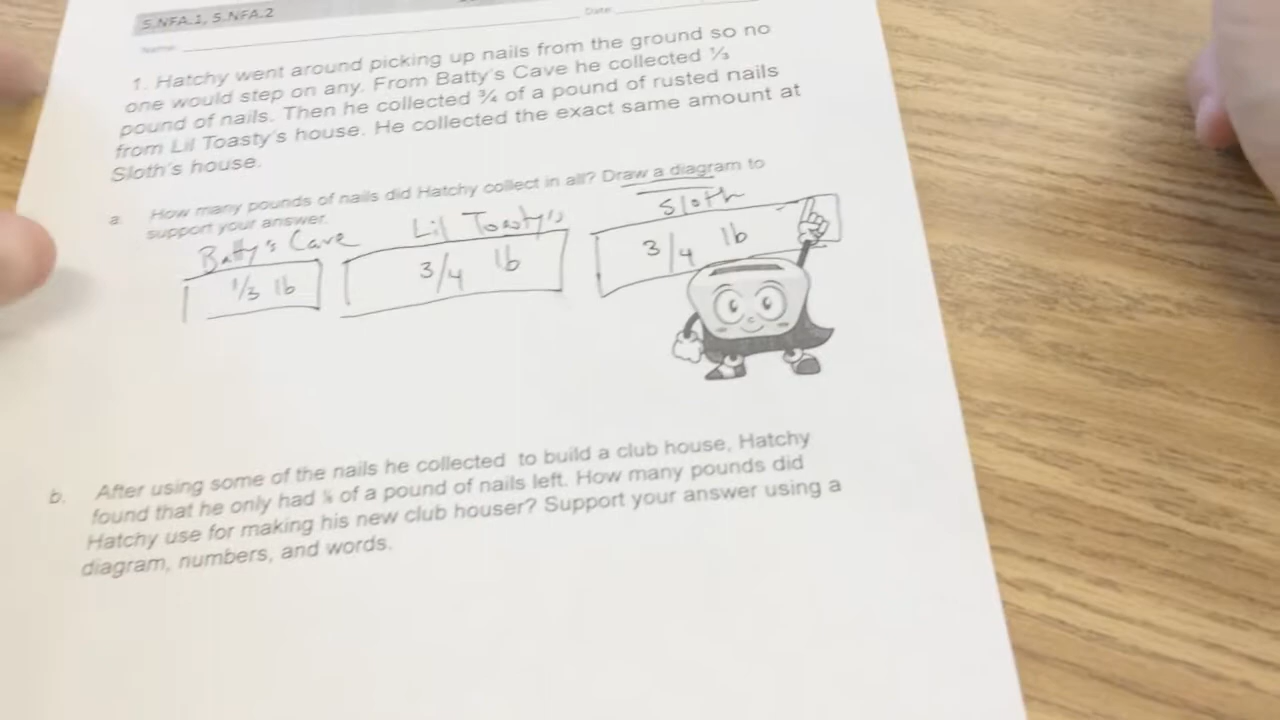 5.NFA.1, 5.NFA.2
Name: Date:
1. Hatchy went around picking up nails from the ground so no
one would step on any. From Batty's Cave he collected ⅓
pound of nails. Then he collected ¾ of a pound of rusted nails
from Lil Toasty's house. He collected the exact same amount at
Sloth's house.
a. How many pounds of nails did Hatchy collect in all? Draw a diagram to
support your answer.
Batty's Cave Lil Toasty's Sloth
1/3 lb 3/4 lb 3/4 lb
b. After using some of the nails he collected to build a club house, Hatchy
found that he only had of a pound of nails left. How many pounds did
Hatchy use for making his new club houser? Support your answer using a
diagram, numbers, and words.